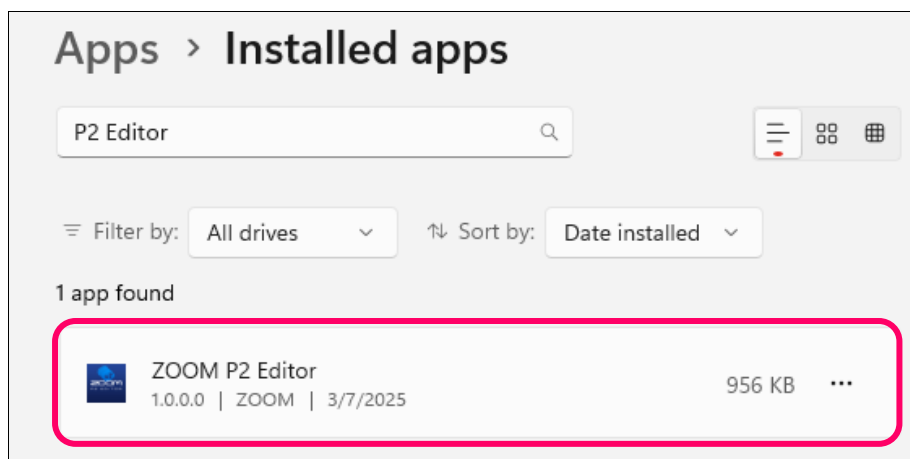 Apps > Installed apps
P2 Editor
Filter by: All drives Sort by: Date installed
1 app found
ZOOM P2 Editor
1.0.0.0 | ZOOM | 3/7/2025
956 KB
ZOOM